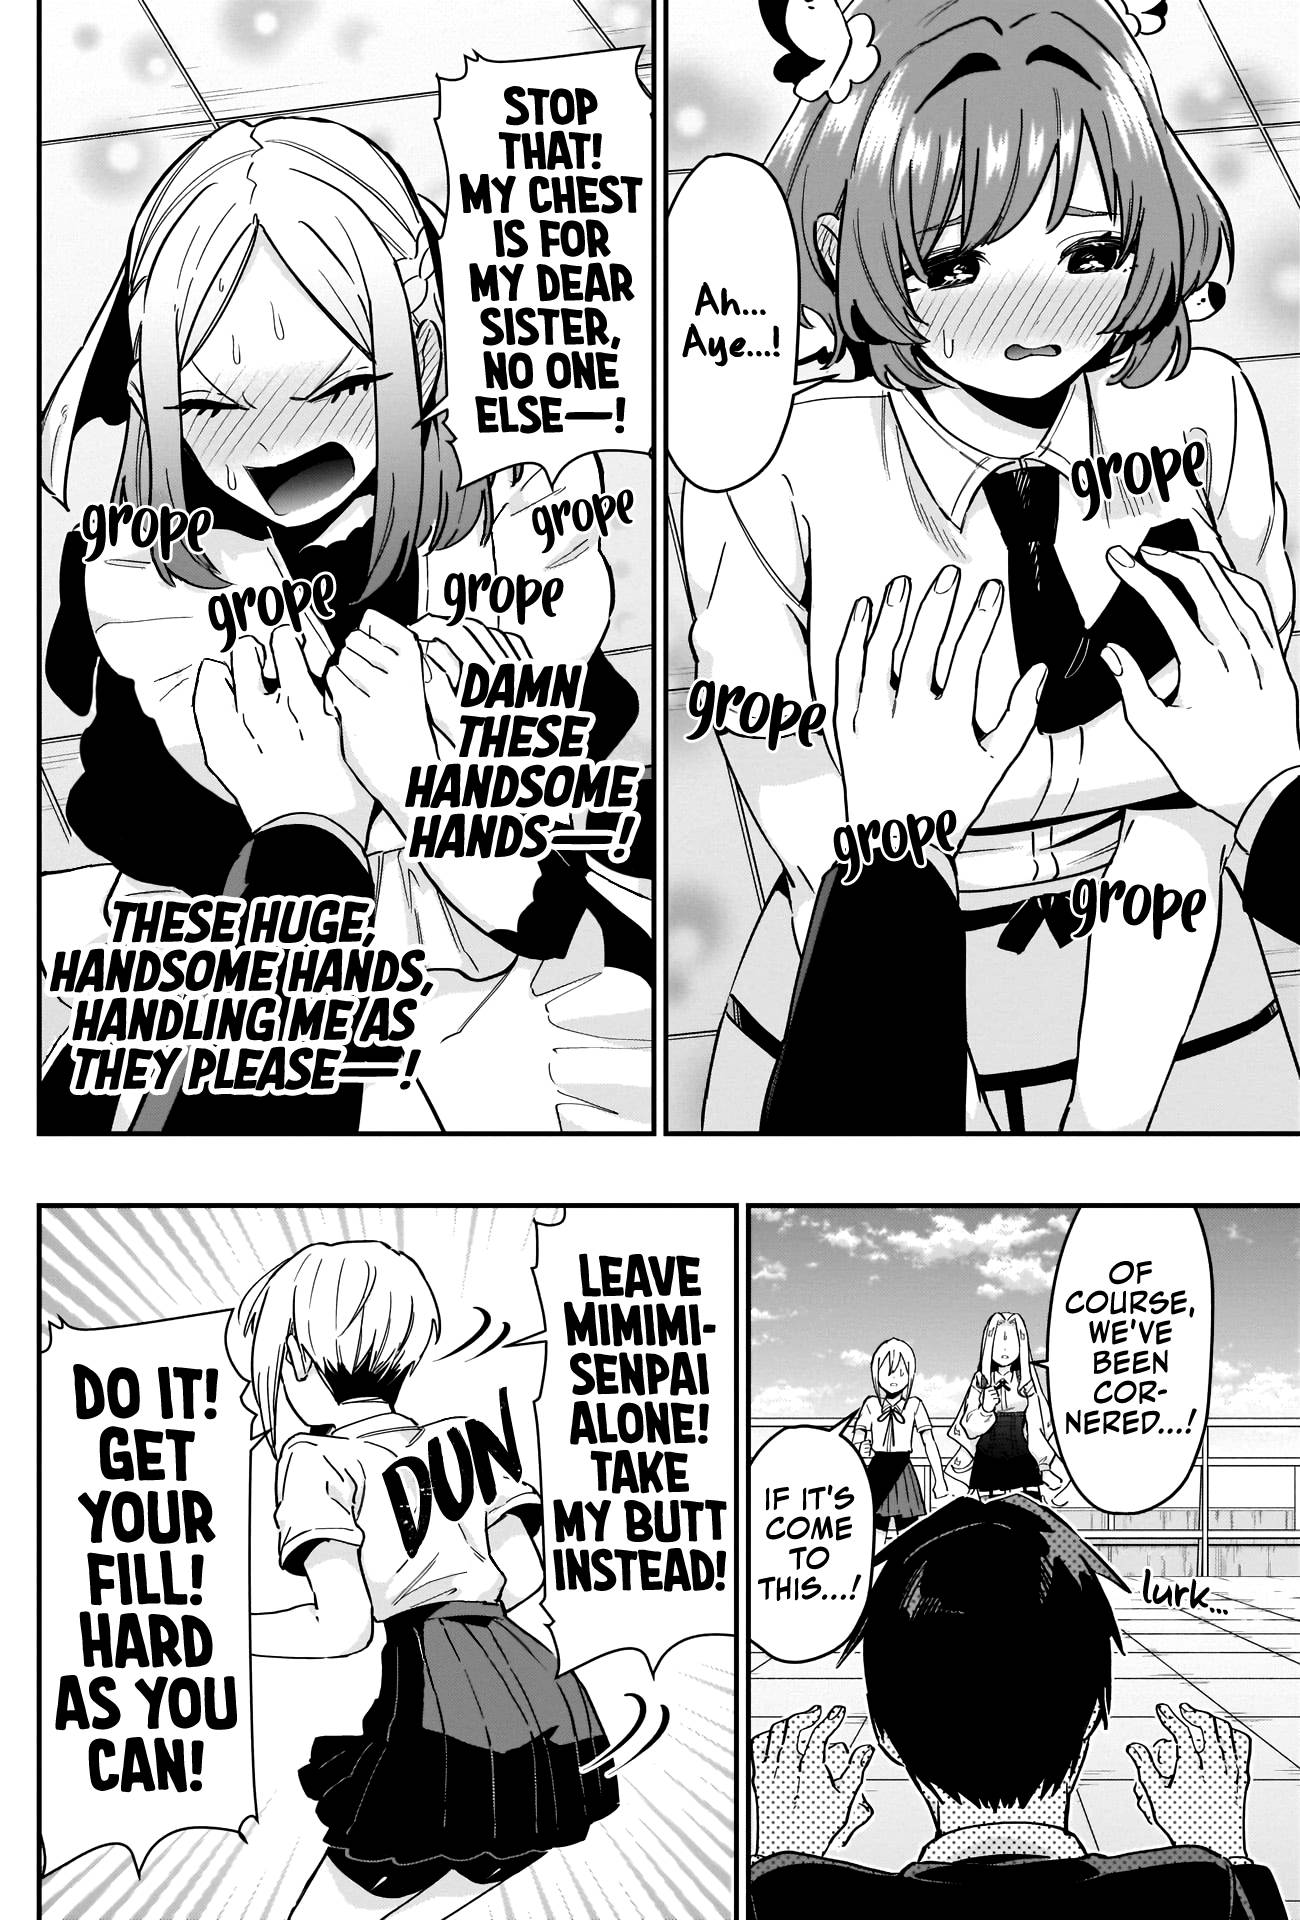 Ah...
Aye...!
grope
grope
grope
grope
STOP
THAT!
MY CHEST
IS FOR
MY DEAR
SISTER,
NO ONE
ELSE—!
grope
grope
grope
grope
DAMN
THESE
HANDSOME
HANDS—!
THESE HUGE,
HANDSOME HANDS,
HANDLING ME AS
THEY PLEASE—!
OF
COURSE,
WE'VE
BEEN
COR-
NERED...!
IF IT'S
COME
TO
THIS...!
lurk...
LEAVE
MIMIMI-
SENPAI
ALONE!
TAKE
MY BUTT
INSTEAD!
DUN
DO IT!
GET
YOUR
FILL!
HARD
AS YOU
CAN!